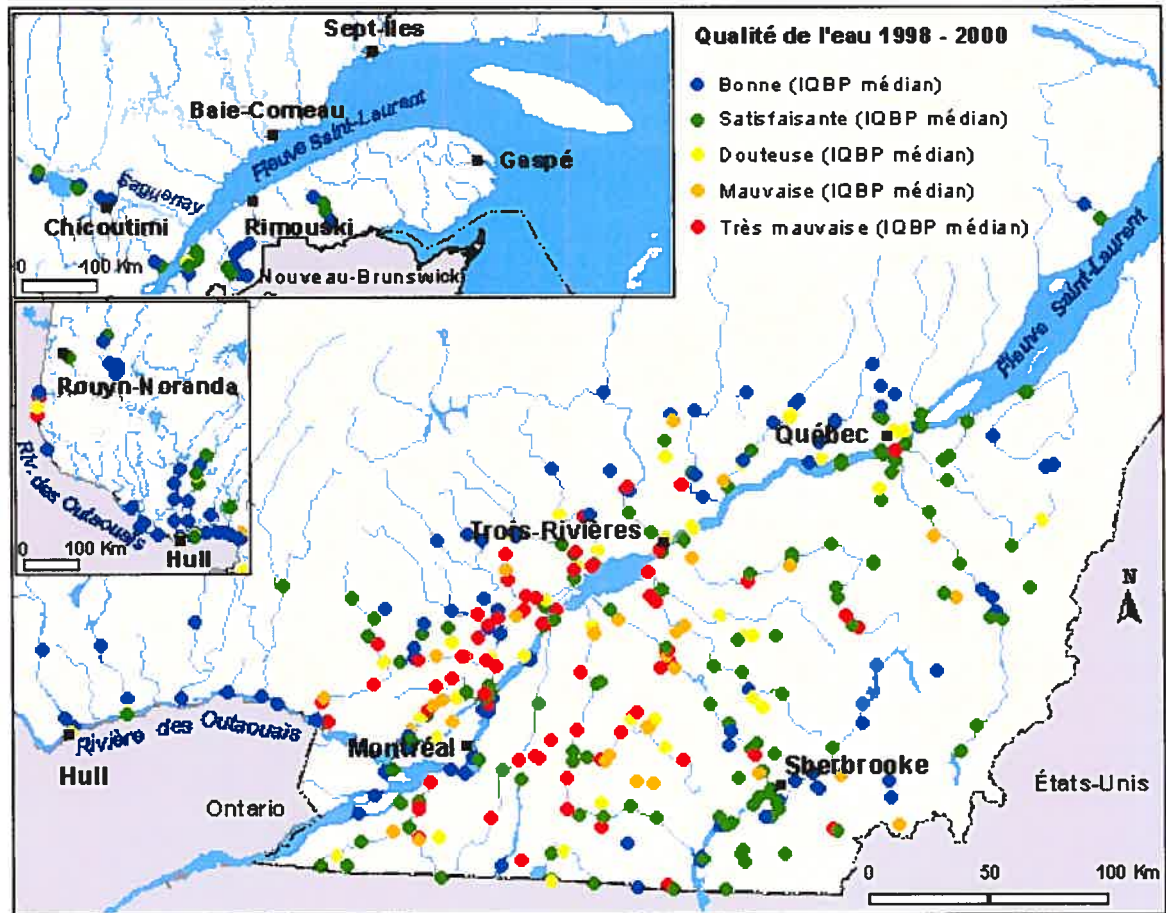 Sept-Îles
Baie-Comeau
Fleuve Saint-Laurent
Gaspé
Saguenay
Chicoutimi
Rimouski
0 100 Km
Nouveau-Brunswick
Qualité de l'eau 1998 - 2000
Bonne (IQBP médian)
Satisfaisante (IQBP médian)
Douteuse (IQBP médian)
Mauvaise (IQBP médian)
Très mauvaise (IQBP médian)
Rouyn-Noranda
Riv. des Outaouais
0 100 Km
Hull
Fleuve Saint-Laurent
Québec
Trois-Rivières
N
Rivière des Outaouais
Hull
Montréal
Sherbrooke
Ontario
États-Unis
0 50 100 Km